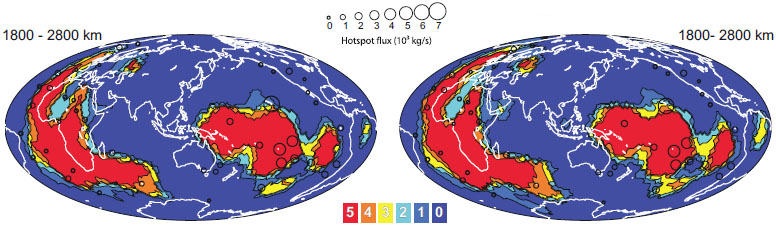 1800 - 2800 km
0 1 2 3 4 5 6 7
Hotspot flux (10³ kg/s)
1800- 2800 km
5 4 3 2 1 0